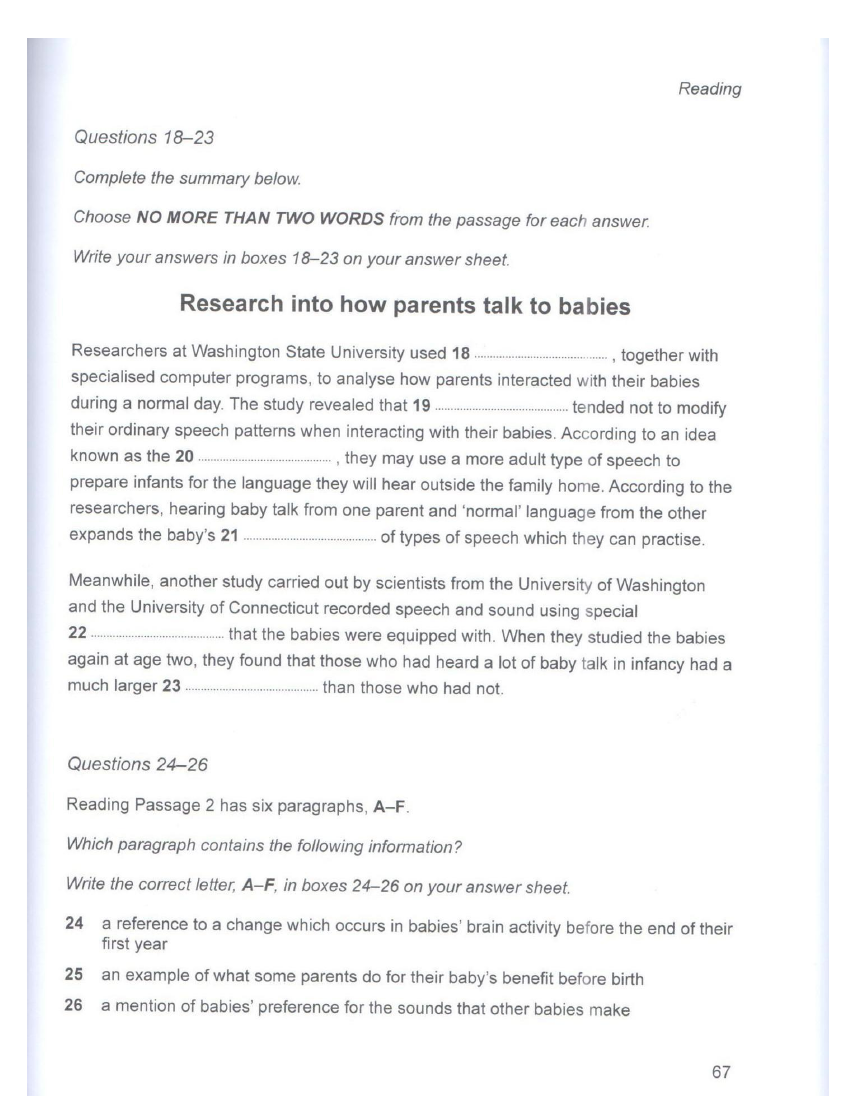 Reading
Questions 18–23
Complete the summary below.
Choose NO MORE THAN TWO WORDS from the passage for each answer.
Write your answers in boxes 18–23 on your answer sheet.
Research into how parents talk to babies
Researchers at Washington State University used 18 ........................................ , together with
specialised computer programs, to analyse how parents interacted with their babies
during a normal day. The study revealed that 19 ........................................ tended not to modify
their ordinary speech patterns when interacting with their babies. According to an idea
known as the 20 ........................................ , they may use a more adult type of speech to
prepare infants for the language they will hear outside the family home. According to the
researchers, hearing baby talk from one parent and ‘normal’ language from the other
expands the baby’s 21 ........................................ of types of speech which they can practise.
Meanwhile, another study carried out by scientists from the University of Washington
and the University of Connecticut recorded speech and sound using special
22 ........................................ that the babies were equipped with. When they studied the babies
again at age two, they found that those who had heard a lot of baby talk in infancy had a
much larger 23 ........................................ than those who had not.
Questions 24–26
Reading Passage 2 has six paragraphs, A–F.
Which paragraph contains the following information?
Write the correct letter, A–F, in boxes 24–26 on your answer sheet.
24 a reference to a change which occurs in babies’ brain activity before the end of their
first year
25 an example of what some parents do for their baby’s benefit before birth
26 a mention of babies’ preference for the sounds that other babies make
67